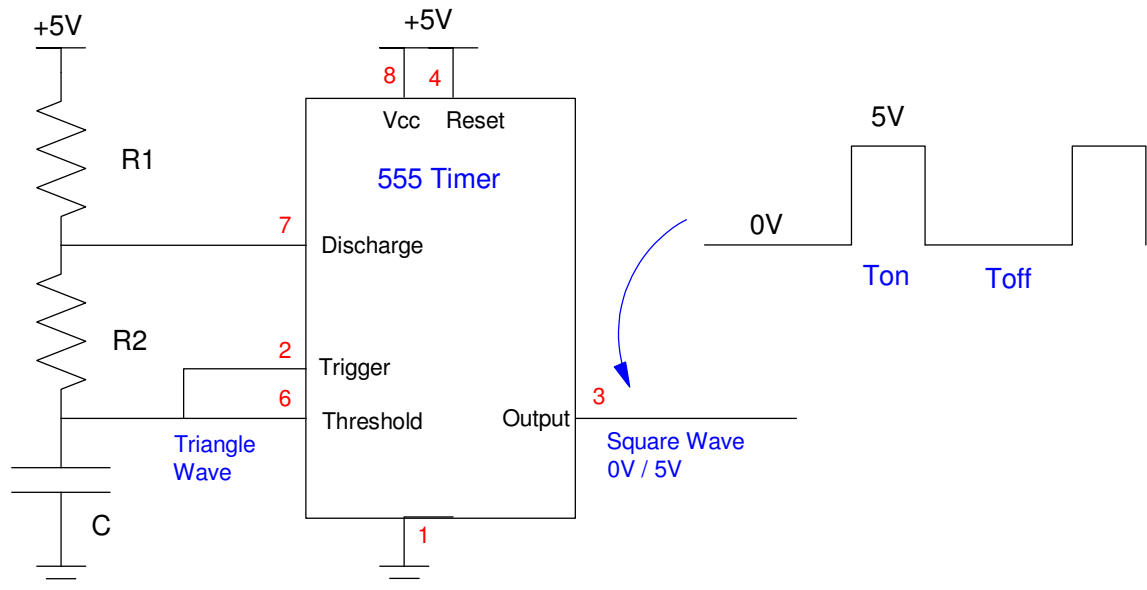 +5V
+5V
8
4
Vcc
Reset
555 Timer
R1
7
Discharge
R2
2
Trigger
6
Threshold
Triangle
Wave
C
1
Output
3
Square Wave
0V / 5V
5V
0V
Ton
Toff